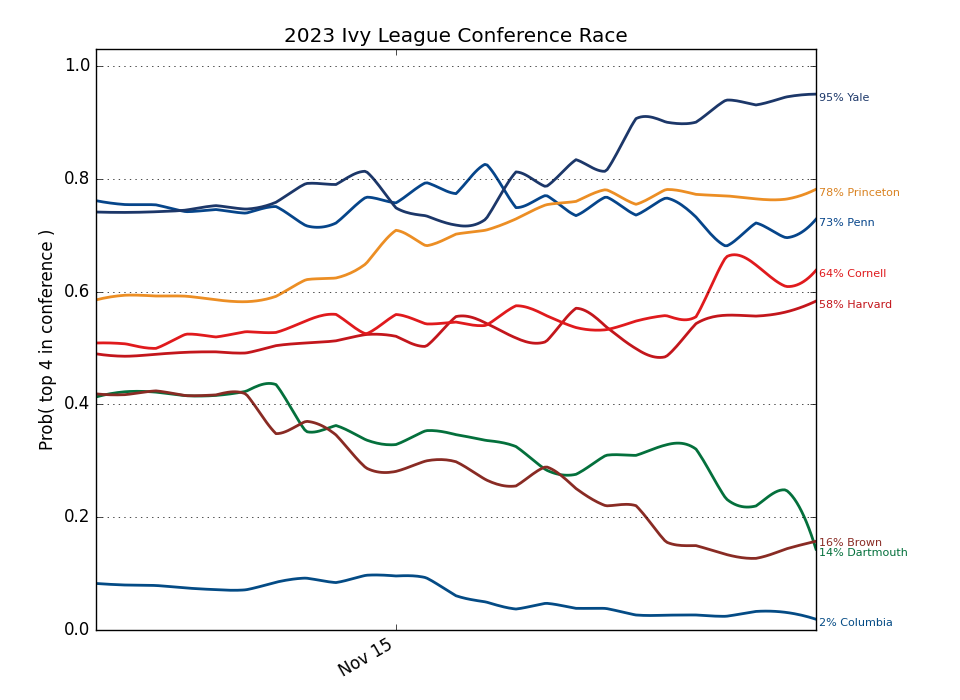 2023 Ivy League Conference Race
Prob( top 4 in conference )
1.0
0.8
0.6
0.4
0.2
0.0
Nov 15
95% Yale
78% Princeton
73% Penn
64% Cornell
58% Harvard
16% Brown
14% Dartmouth
2% Columbia